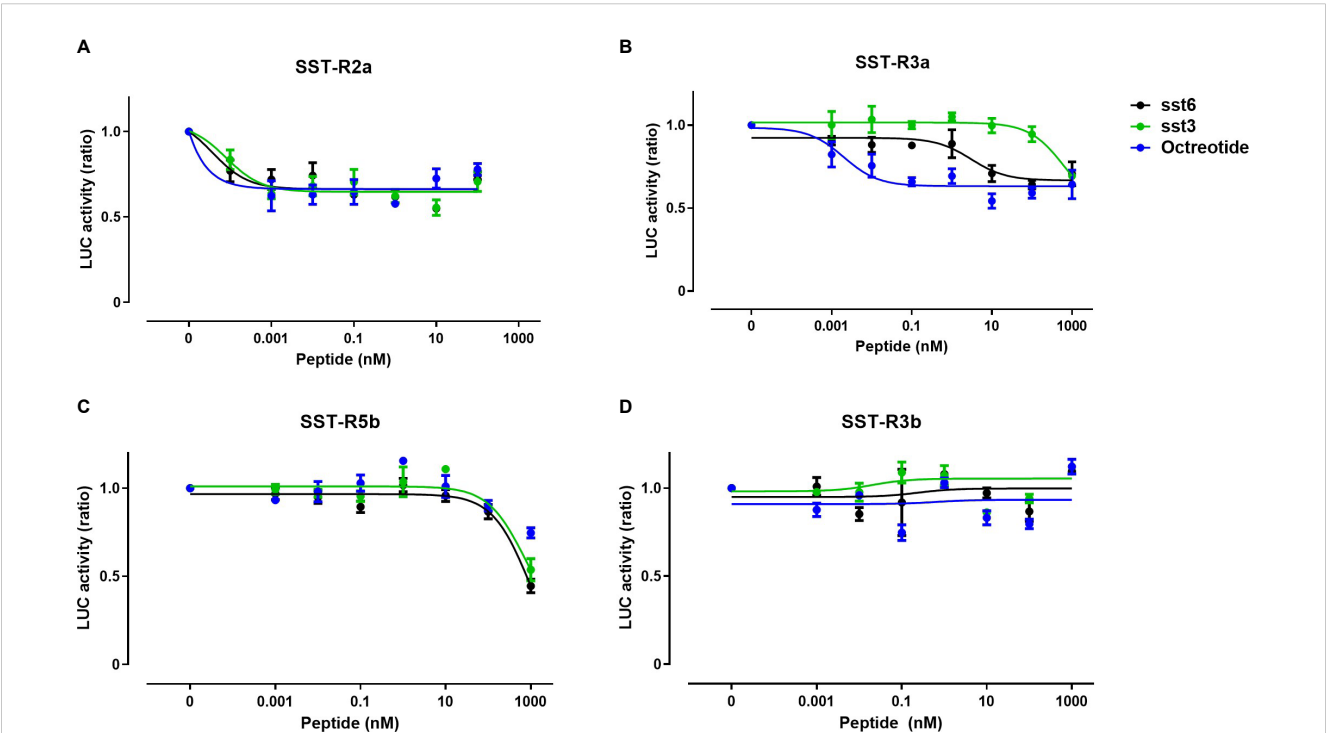 A
SST-R2a
LUC activity (ratio)
1.0
0.5
0
0 0.001 0.1 10 1000
Peptide (nM)
B
SST-R3a
LUC activity (ratio)
1.0
0.5
0
0 0.001 0.1 10 1000
Peptide (nM)
sst6
sst3
Octreotide
C
SST-R5b
LUC activity (ratio)
1.0
0.5
0
0 0.001 0.1 10 1000
Peptide (nM)
D
SST-R3b
LUC activity (ratio)
1.0
0.5
0
0 0.001 0.1 10 1000
Peptide (nM)